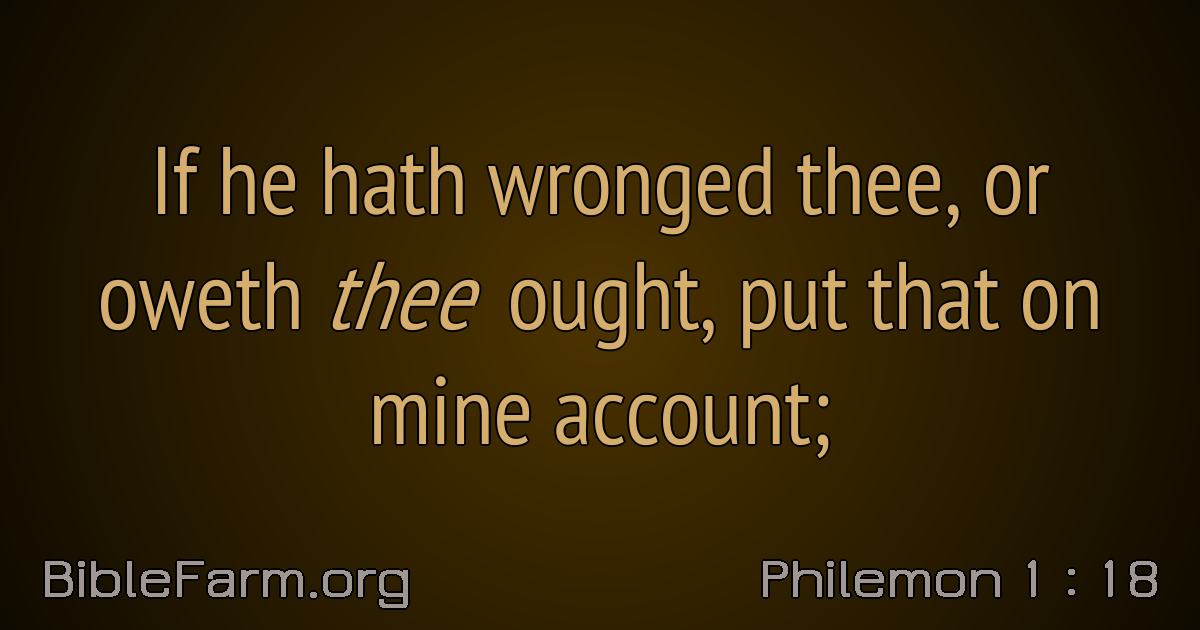 If he hath wronged thee, or
oweth thee ought, put that on
mine account;
BibleFarm.org
Philemon 1 : 18